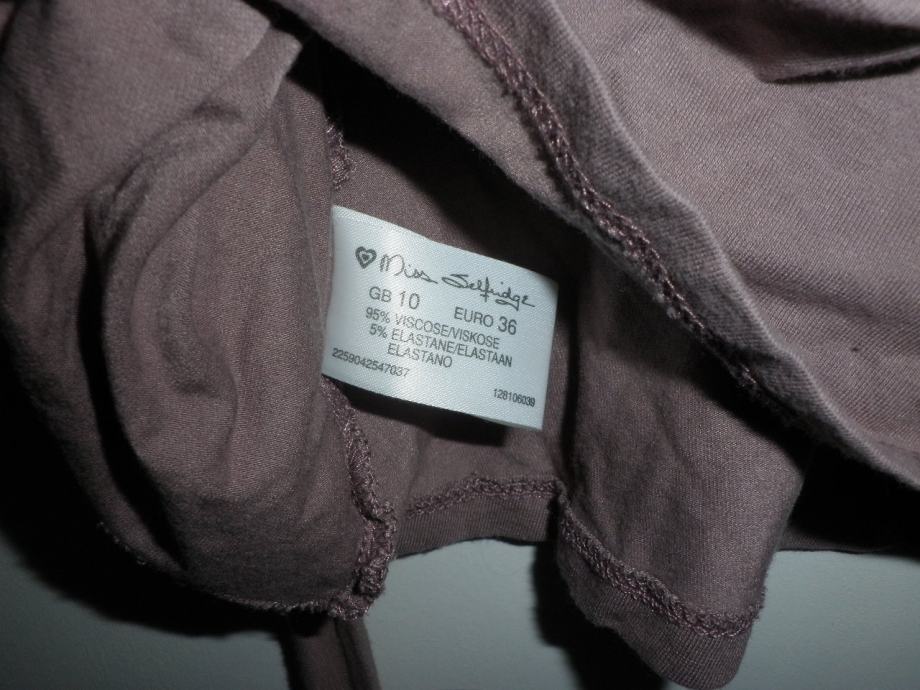 Miss Selfridge
GB 10 EURO 36
95% VISCOSE/VISKOSE
5% ELASTANE/ELASTAAN
ELASTANO
2259042547037
128106039